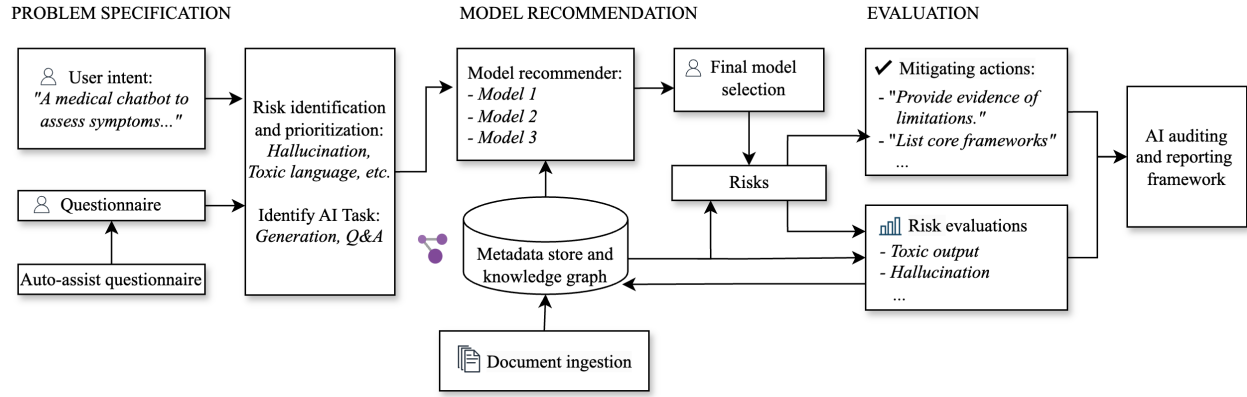 PROBLEM SPECIFICATION
MODEL RECOMMENDATION
EVALUATION
User intent:
"A medical chatbot to
assess symptoms..."
Questionnaire
Auto-assist questionnaire
Risk identification
and prioritization:
Hallucination,
Toxic language, etc.
Identify AI Task:
Generation, Q&A
Model recommender:
- Model 1
- Model 2
- Model 3
Final model
selection
Risks
Metadata store and
knowledge graph
Document ingestion
Mitigating actions:
- "Provide evidence of
limitations."
- "List core frameworks"
...
Risk evaluations
- Toxic output
- Hallucination
...
AI auditing
and reporting
framework